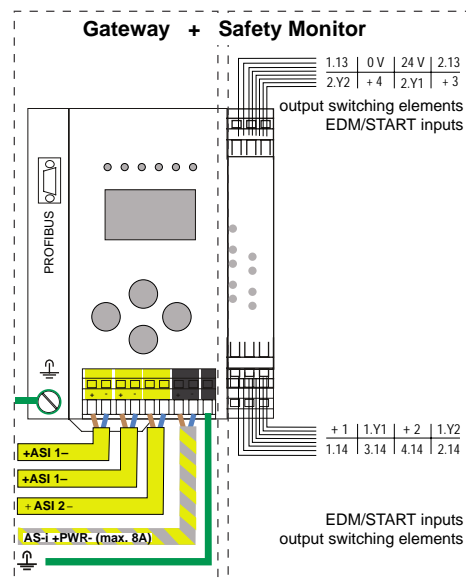 Gateway + Safety Monitor
1.13 | 0 V | 24 V | 2.13
2.Y2 | + 4 | 2.Y1 | + 3
output switching elements
EDM/START inputs
PROFIBUS
+ - + -
+ 1 | 1.Y1 | + 2 | 1.Y2
1.14 | 3.14 | 4.14 | 2.14
+ASI 1–
+ASI 1–
+ ASI 2 –
AS-i +PWR- (max. 8A)
EDM/START inputs
output switching elements